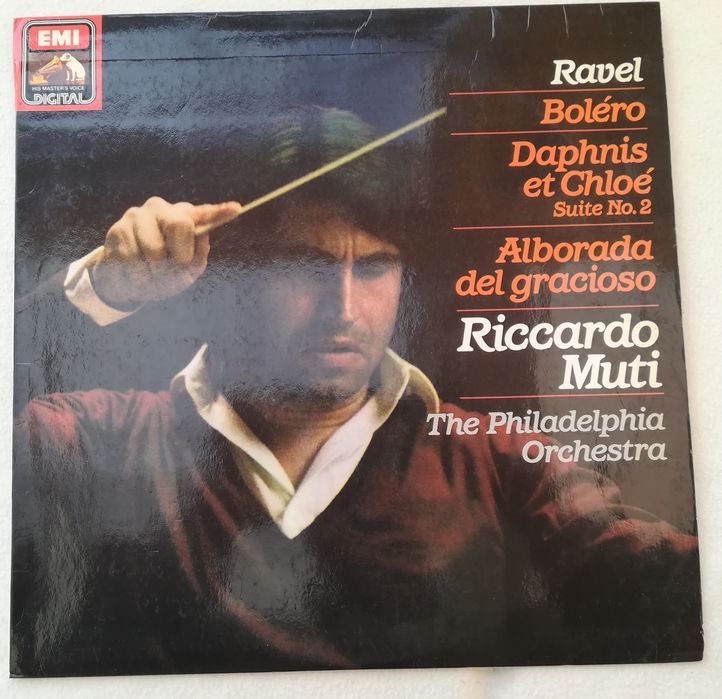 EMI
HIS MASTER'S VOICE
DIGITAL
Ravel
Boléro
Daphnis
et Chloé
Suite No. 2
Alborada
del gracioso
Riccardo
Muti
The Philadelphia
Orchestra